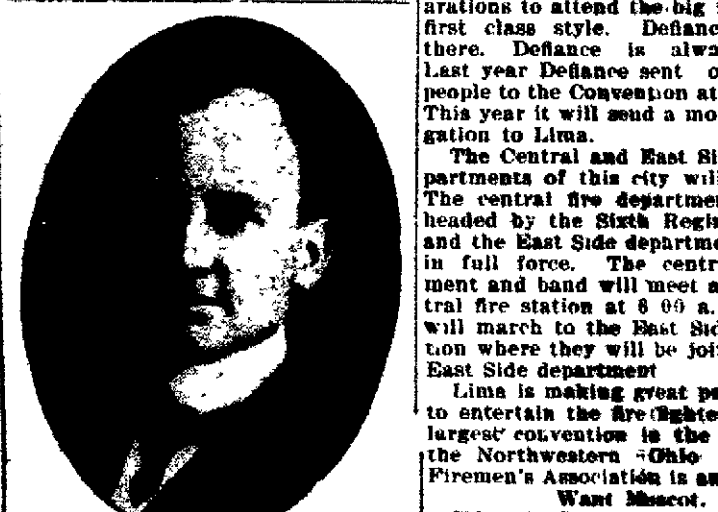 arations to attend the big
first class style. Defianc
there. Defiance is alwa
Last year Defiance sent o
people to the Convention at
This year it will send a mo
gation to Lima.
The Central and East Si
partments of this city wil
The central fire departmen
headed by the Sixth Regi
and the East Side departme
in full force. The centr
ment and band will meet a
tral fire station at 6 00 a.
will march to the East Sid
tion where they will be joi
East Side department
Lima is making great
to entertain the fire fighte
largest convention in the
the Northwestern Ohio
Firemen's Association is
Want Mascot.